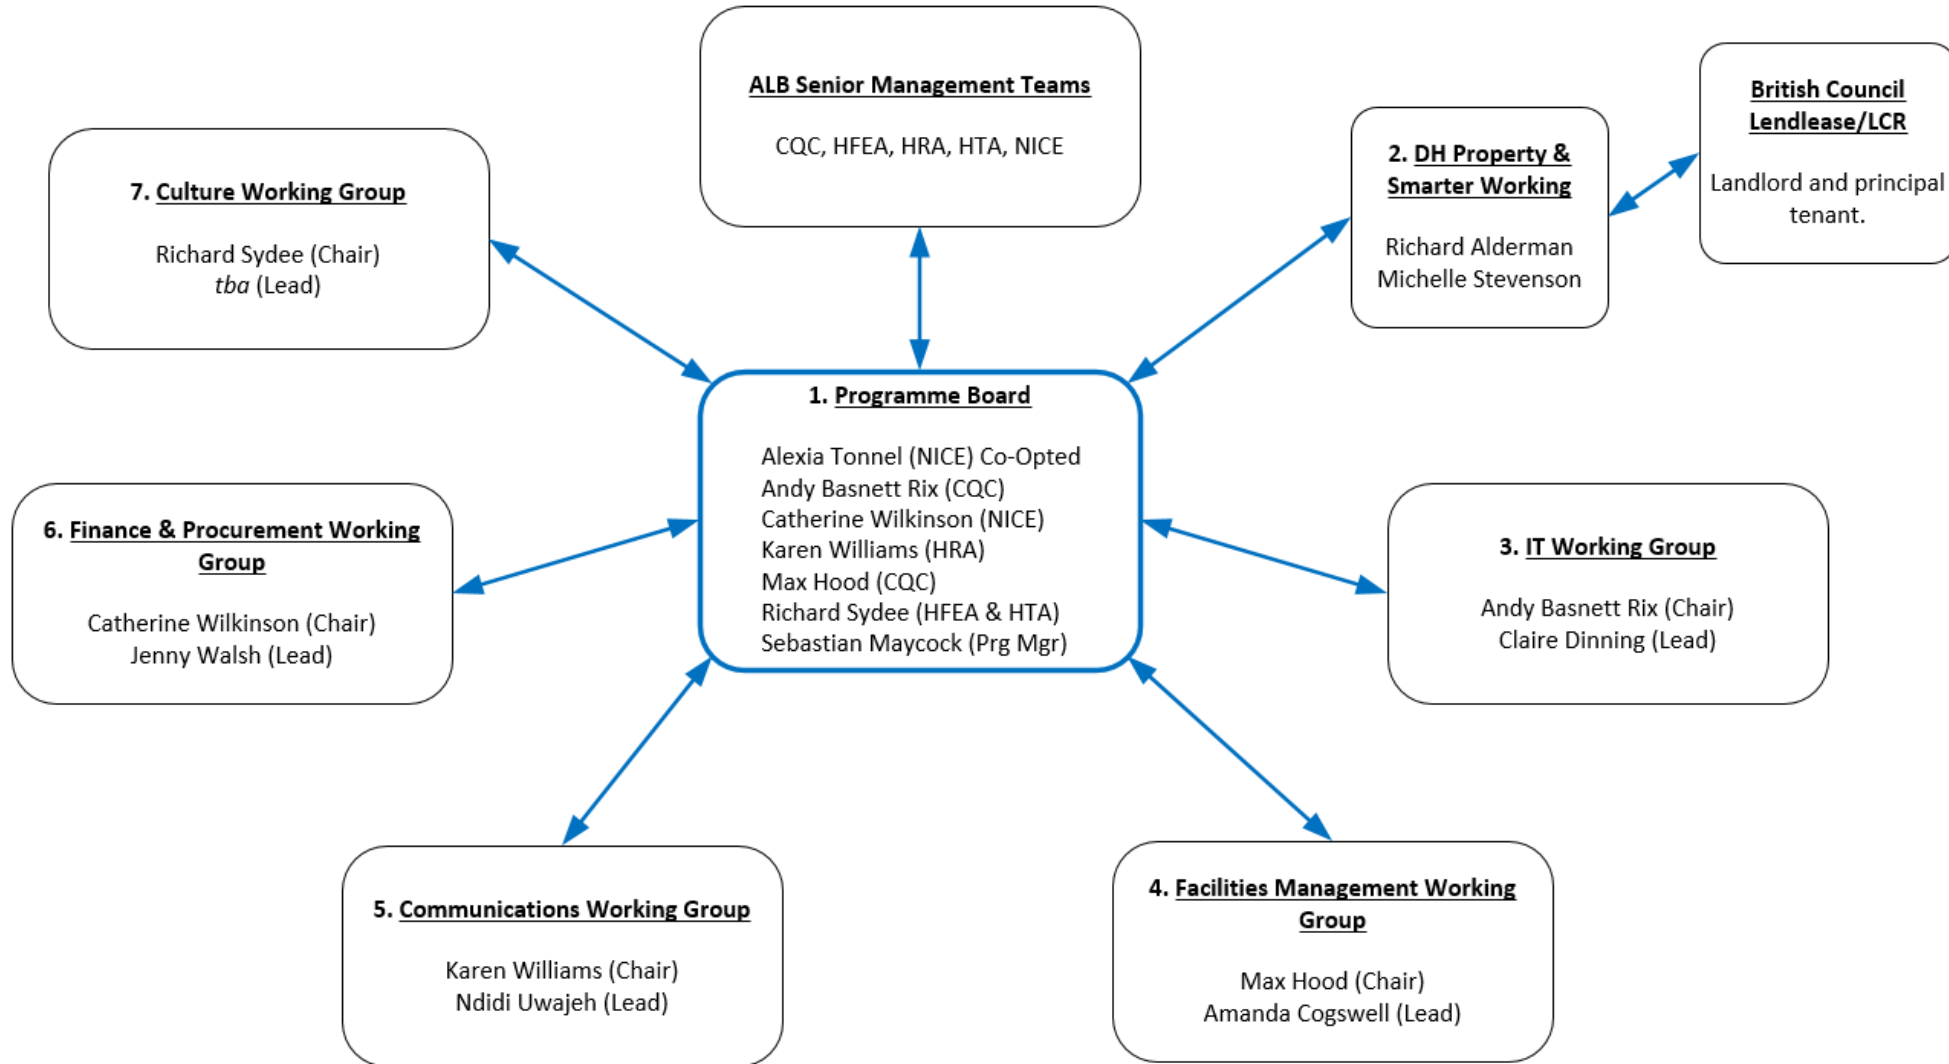 ALB Senior Management Teams
CQC, HFEA, HRA, HTA, NICE
British Council
Lendlease/LCR
Landlord and principal
tenant.
2. DH Property &
Smarter Working
Richard Alderman
Michelle Stevenson
7. Culture Working Group
Richard Sydee (Chair)
tba (Lead)
1. Programme Board
Alexia Tonnel (NICE) Co-Opted
Andy Basnett Rix (CQC)
Catherine Wilkinson (NICE)
Karen Williams (HRA)
Max Hood (CQC)
Richard Sydee (HFEA & HTA)
Sebastian Maycock (Prg Mgr)
6. Finance & Procurement Working
Group
Catherine Wilkinson (Chair)
Jenny Walsh (Lead)
3. IT Working Group
Andy Basnett Rix (Chair)
Claire Dinning (Lead)
5. Communications Working Group
Karen Williams (Chair)
Ndidi Uwajeh (Lead)
4. Facilities Management Working
Group
Max Hood (Chair)
Amanda Cogswell (Lead)